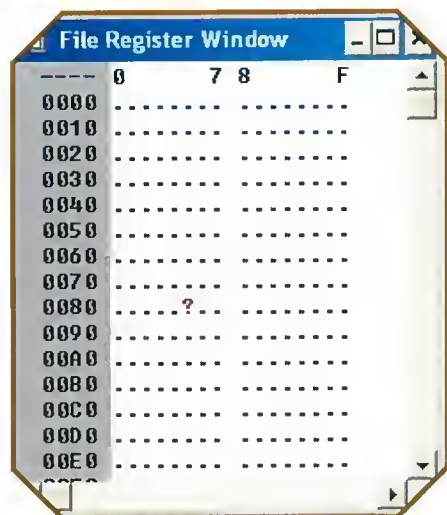 File Register Window
---- 0 7 8 F
0000 ........ ........
0010 ........ ........
0020 ........ ........
0030 ........ ........
0040 ........ ........
0050 ........ ........
0060 ........ ........
0070 ........ ........
0080 .....?.. ........
0090 ........ ........
00A0 ........ ........
00B0 ........ ........
00C0 ........ ........
00D0 ........ ........
00E0 ........ ........